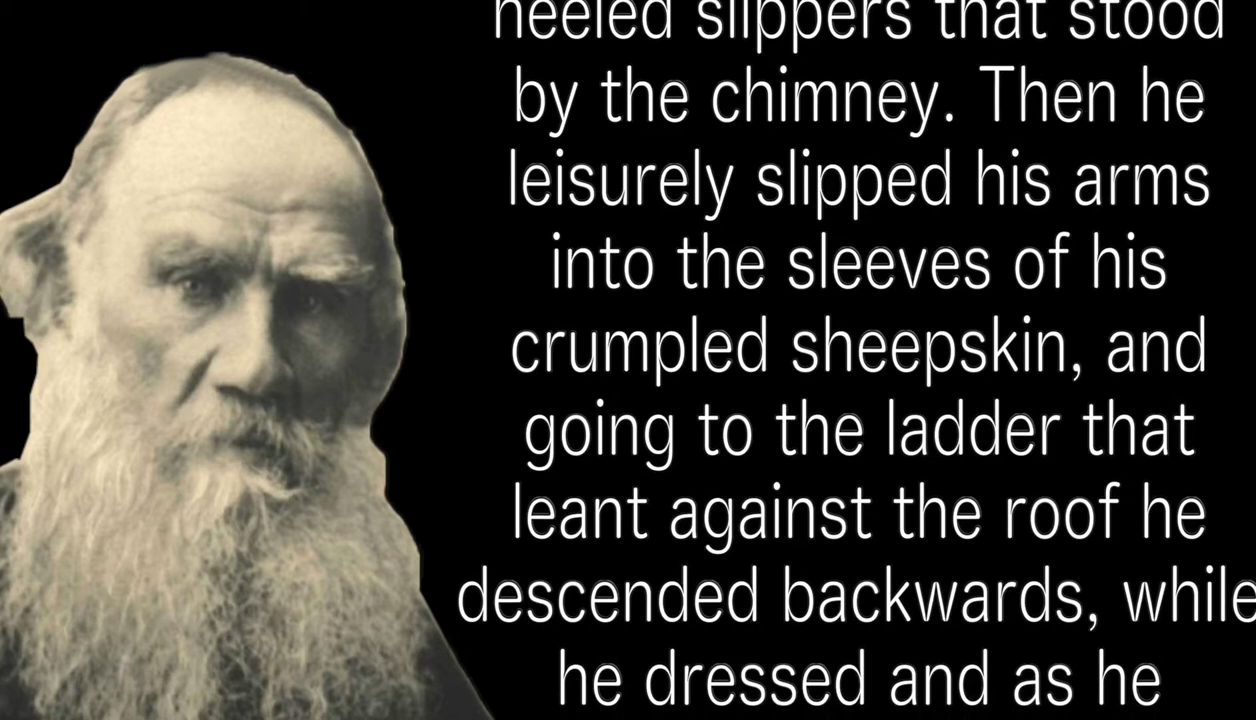 heeled slippers that stood
by the chimney. Then he
leisurely slipped his arms
into the sleeves of his
crumpled sheepskin, and
going to the ladder that
leant against the roof he
descended backwards, while
he dressed and as he